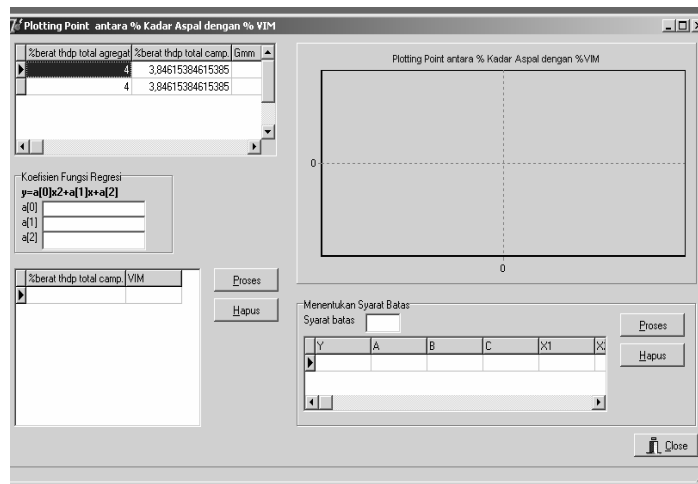 Plotting Point antara % Kadar Aspal dengan % VIM
%berat thdp total agregat %berat thdp total camp. Gmm
4 3,84615384615385
4 3,84615384615385
Plotting Point antara % Kadar Aspal dengan %VIM
0
0
Koefisien Fungsi Regresi
y=a[0]x2+a[1]x+a[2]
a[0]
a[1]
a[2]
%berat thdp total camp. VIM
Proses
Hapus
Menentukan Syarat Batas
Syarat batas
Y A B C X1
Proses
Hapus
Close